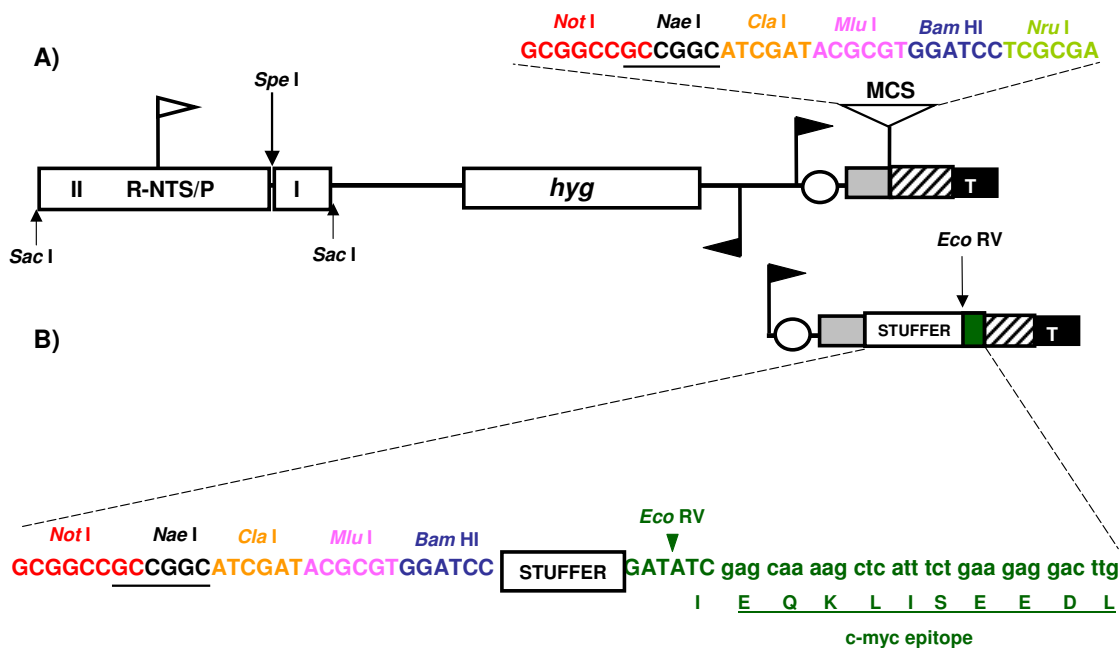 Not I Nae I Cla I Mlu I Bam HI Nru I
GCGGCCGCCGGCATCGATACGCGTGGATCCTCGCGA
A)
Spe I
MCS
II R-NTS/P I hyg T
Sac I Sac I
Eco RV
STUFFER T
B)
Not I Nae I Cla I Mlu I Bam HI Eco RV
GCGGCCGCCGGCATCGATACGCGTGGATCC STUFFER GATATC gag caa aag ctc att tct gaa gag gac ttg
I E Q K L I S E E D L
c-myc epitope